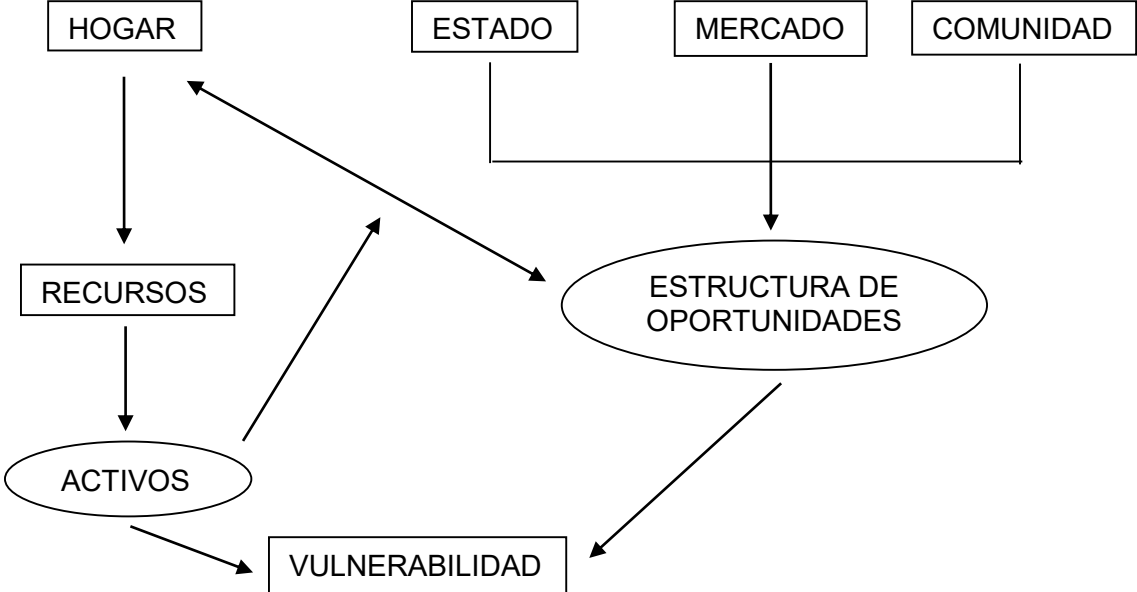 HOGAR
ESTADO
MERCADO
COMUNIDAD
RECURSOS
ESTRUCTURA DE
OPORTUNIDADES
ACTIVOS
VULNERABILIDAD